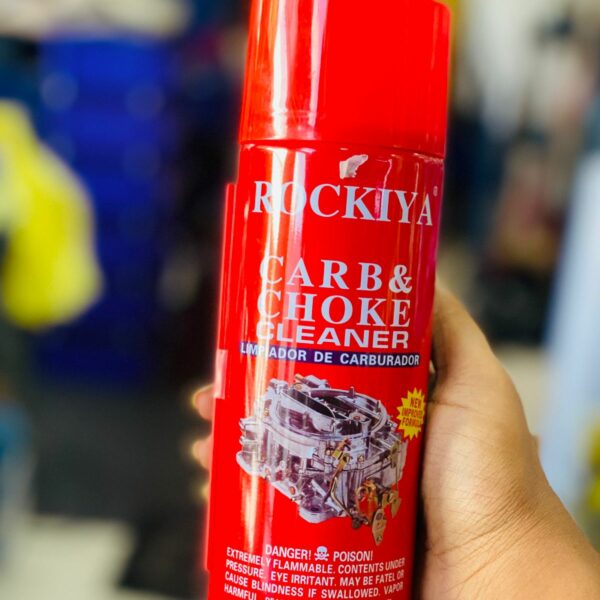 ROCKIYA®
CARB&
CHOKE
CLEANER
LIMPIADOR DE CARBURADOR
NEW
IMPROVED
FORMULA
DANGER! ☠ POISON!
EXTREMELY FLAMMABLE. CONTENTS UNDER
PRESSURE. EYE IRRITANT. MAY BE FATAL OR
CAUSE BLINDNESS IF SWALLOWED. VAPOR
HARMFUL.